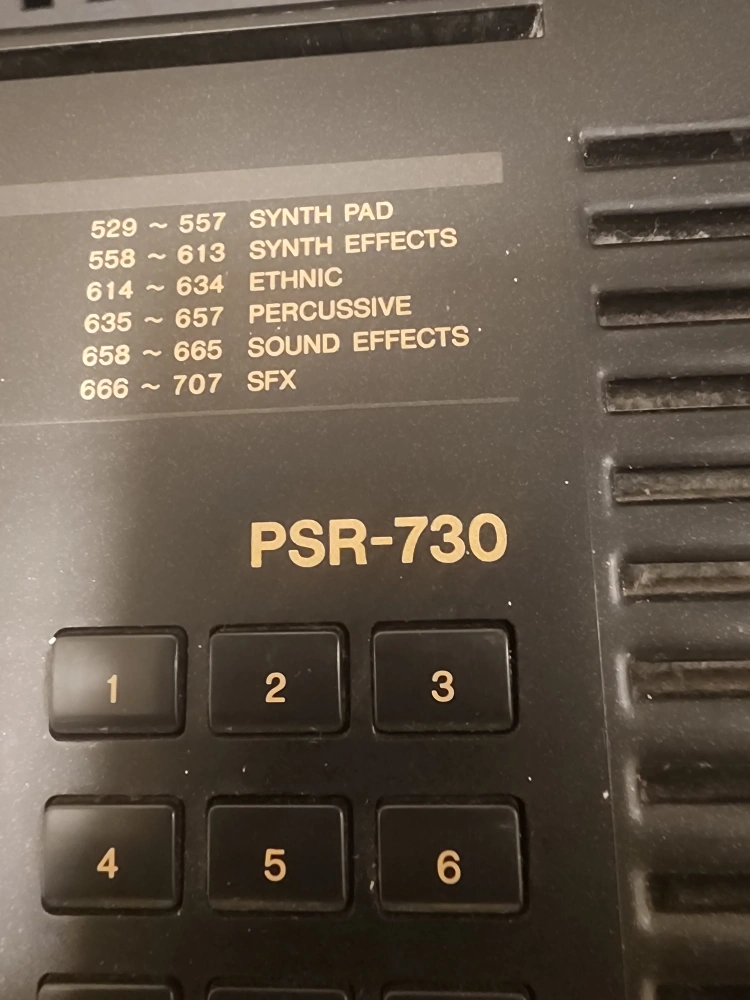 529 ~ 557 SYNTH PAD
558 ~ 613 SYNTH EFFECTS
614 ~ 634 ETHNIC
635 ~ 657 PERCUSSIVE
658 ~ 665 SOUND EFFECTS
666 ~ 707 SFX
PSR-730
1 2 3
4 5 6